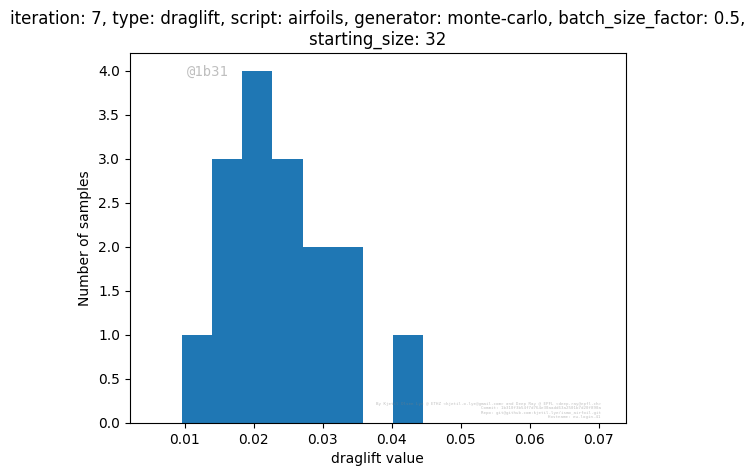 iteration: 7, type: draglift, script: airfoils, generator: monte-carlo, batch_size_factor: 0.5,
starting_size: 32
@1b31
4.0
3.5
3.0
2.5
2.0
1.5
1.0
0.5
0.0
Number of samples
0.01 0.02 0.03 0.04 0.05 0.06 0.07
draglift value